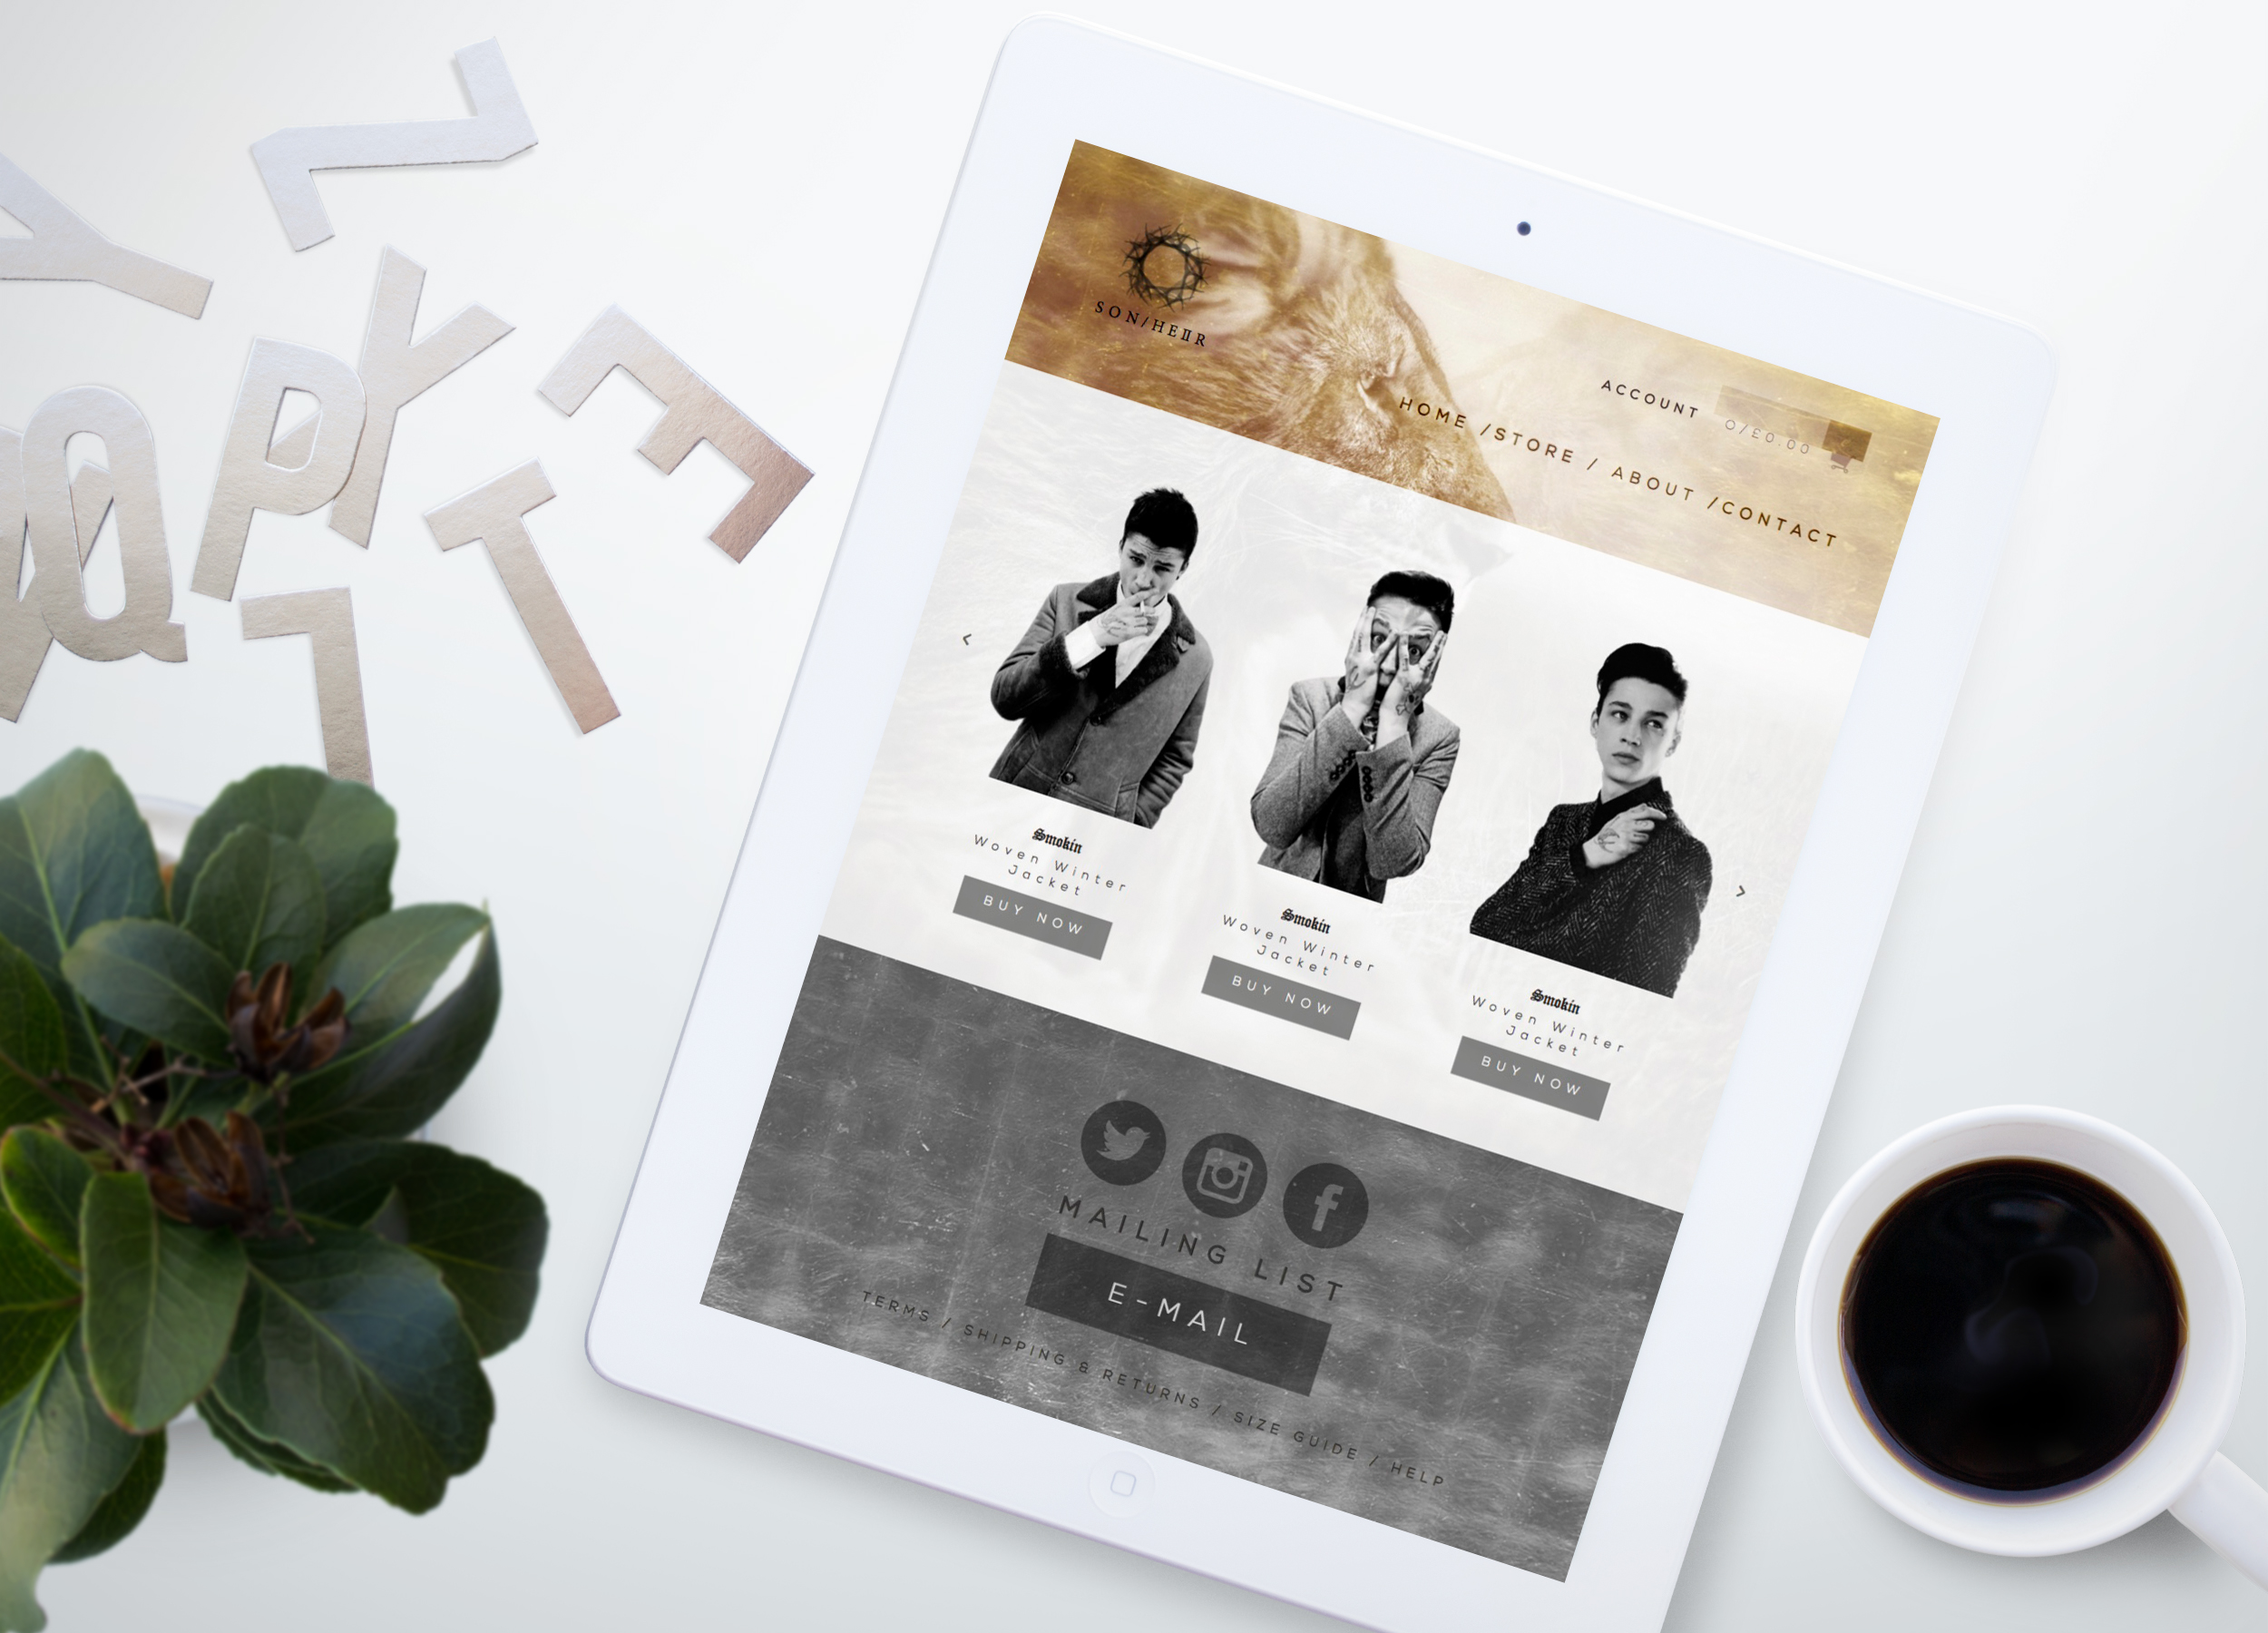 Z
Y
Y
P
E
Q
T
SON/HEIIR
ACCOUNT
0/£0.00
HOME /STORE / ABOUT /CONTACT
<
>
Smokin
Woven Winter
Jacket
BUY NOW
Smokin
Woven Winter
Jacket
BUY NOW
Smokin
Woven Winter
Jacket
BUY NOW
MAILING LIST
E-MAIL
TERMS / SHIPPING & RETURNS / SIZE GUIDE / HELP